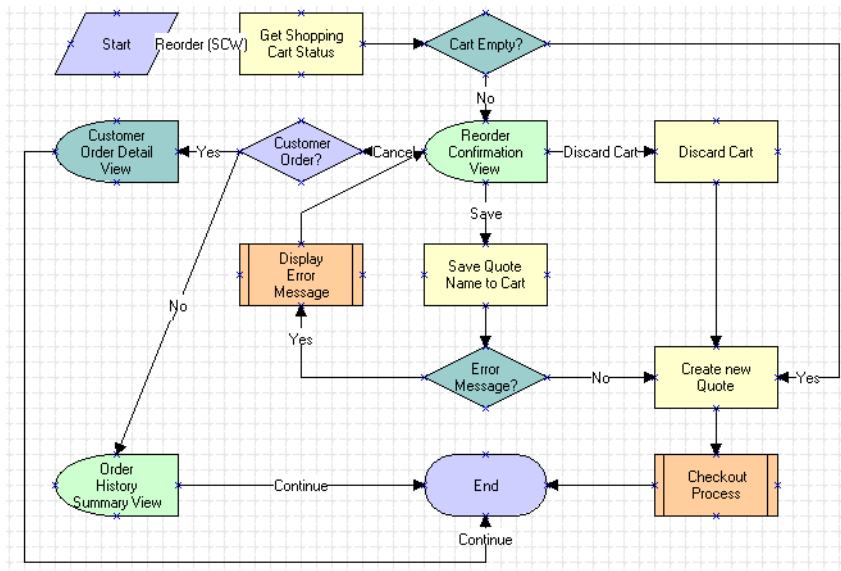 Start
Reorder (SCW)
Get Shopping
Cart Status
Cart Empty?
No
Customer
Order Detail
View
Yes
Customer
Order?
Cancel
Reorder
Confirmation
View
Discard Cart
Discard Cart
Save
Display
Error
Message
Save Quote
Name to Cart
No
Yes
Error
Message?
No
Create new
Quote
Yes
Order
History
Summary View
Continue
End
Checkout
Process
Continue